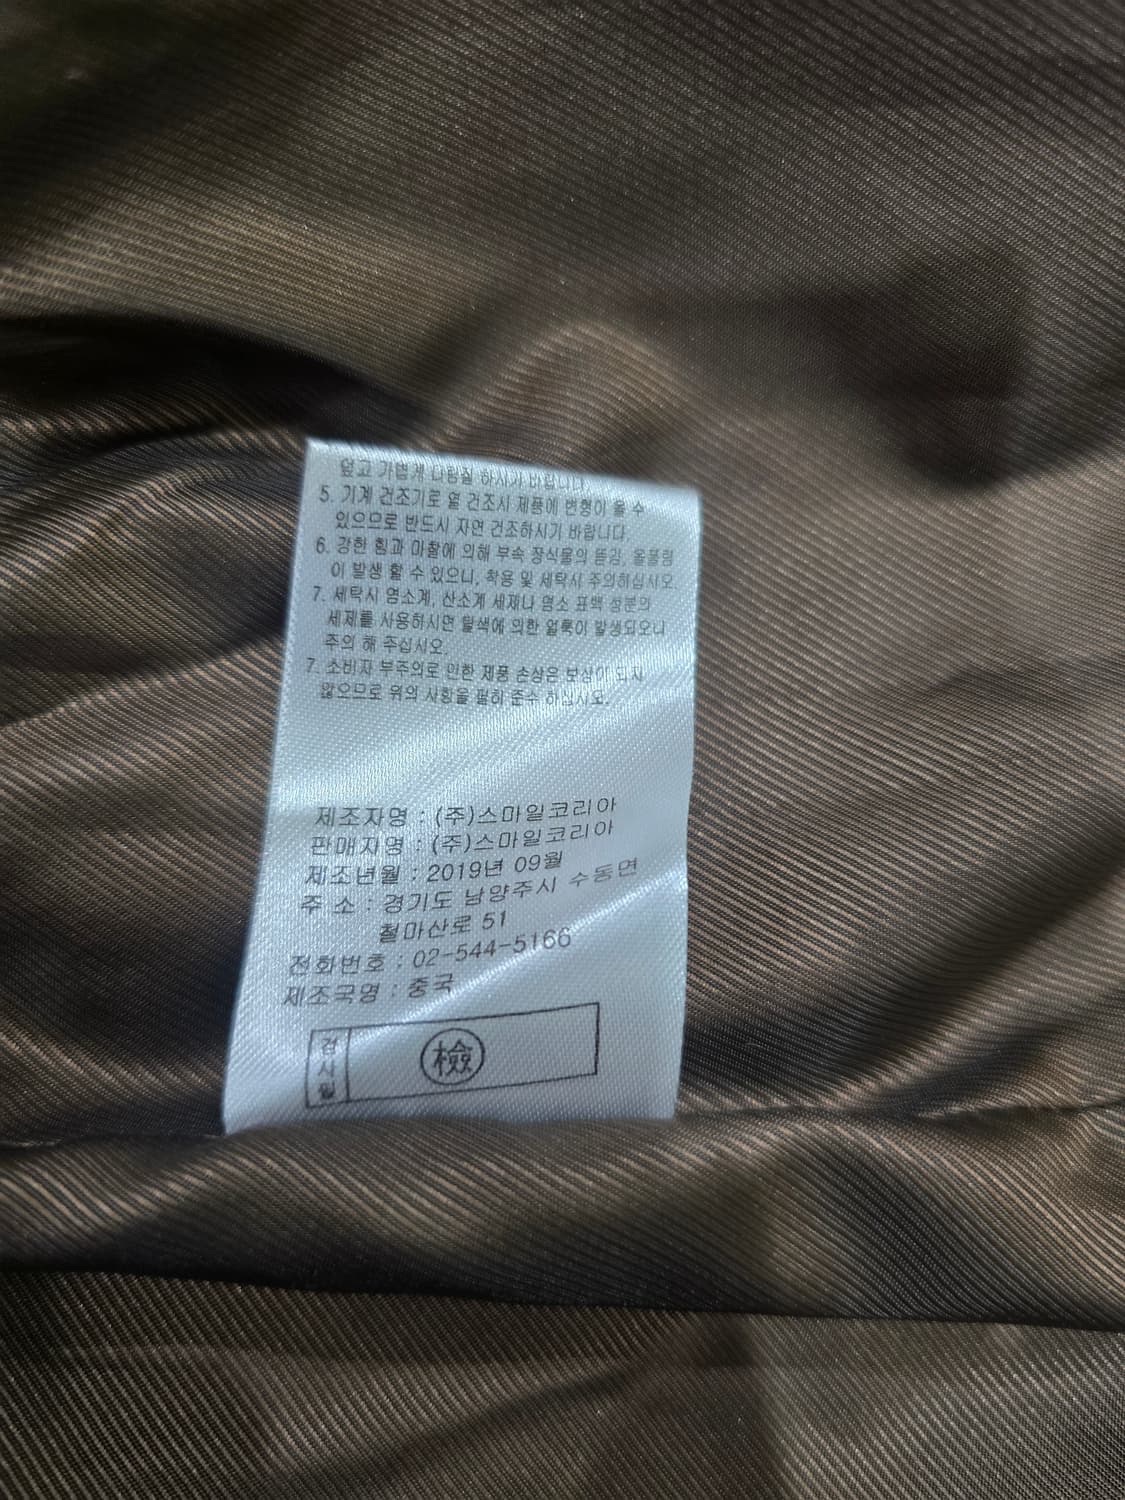 덮고 가볍게 다림질 하시기 바랍니다.
5. 기계 건조기로 열 건조시 제품에 변형이 올 수
있으므로 반드시 자연 건조하시기 바랍니다.
6. 강한 힘과 마찰에 의해 부속 장식물의 뜯김, 올풀림
이 발생 할 수 있으니, 착용 및 세탁시 주의하십시오.
7. 세탁시 염소계, 산소계 세제나 염소 표백 성분의
세제를 사용하시면 탈색에 의한 얼룩이 발생되오니
주의 해 주십시오.
7. 소비자 부주의로 인한 제품 손상은 보상이 되지
않으므로 위의 사항을 필히 준수 하십시오.
제조자명 : (주)스마일코리아
판매자명 : (주)스마일코리아
제조년월 : 2019년 09월
주 소 : 경기도 남양주시 수동면
철마산로 51
전화번호 : 02-544-5166
제조국명 : 중국
검사필
檢